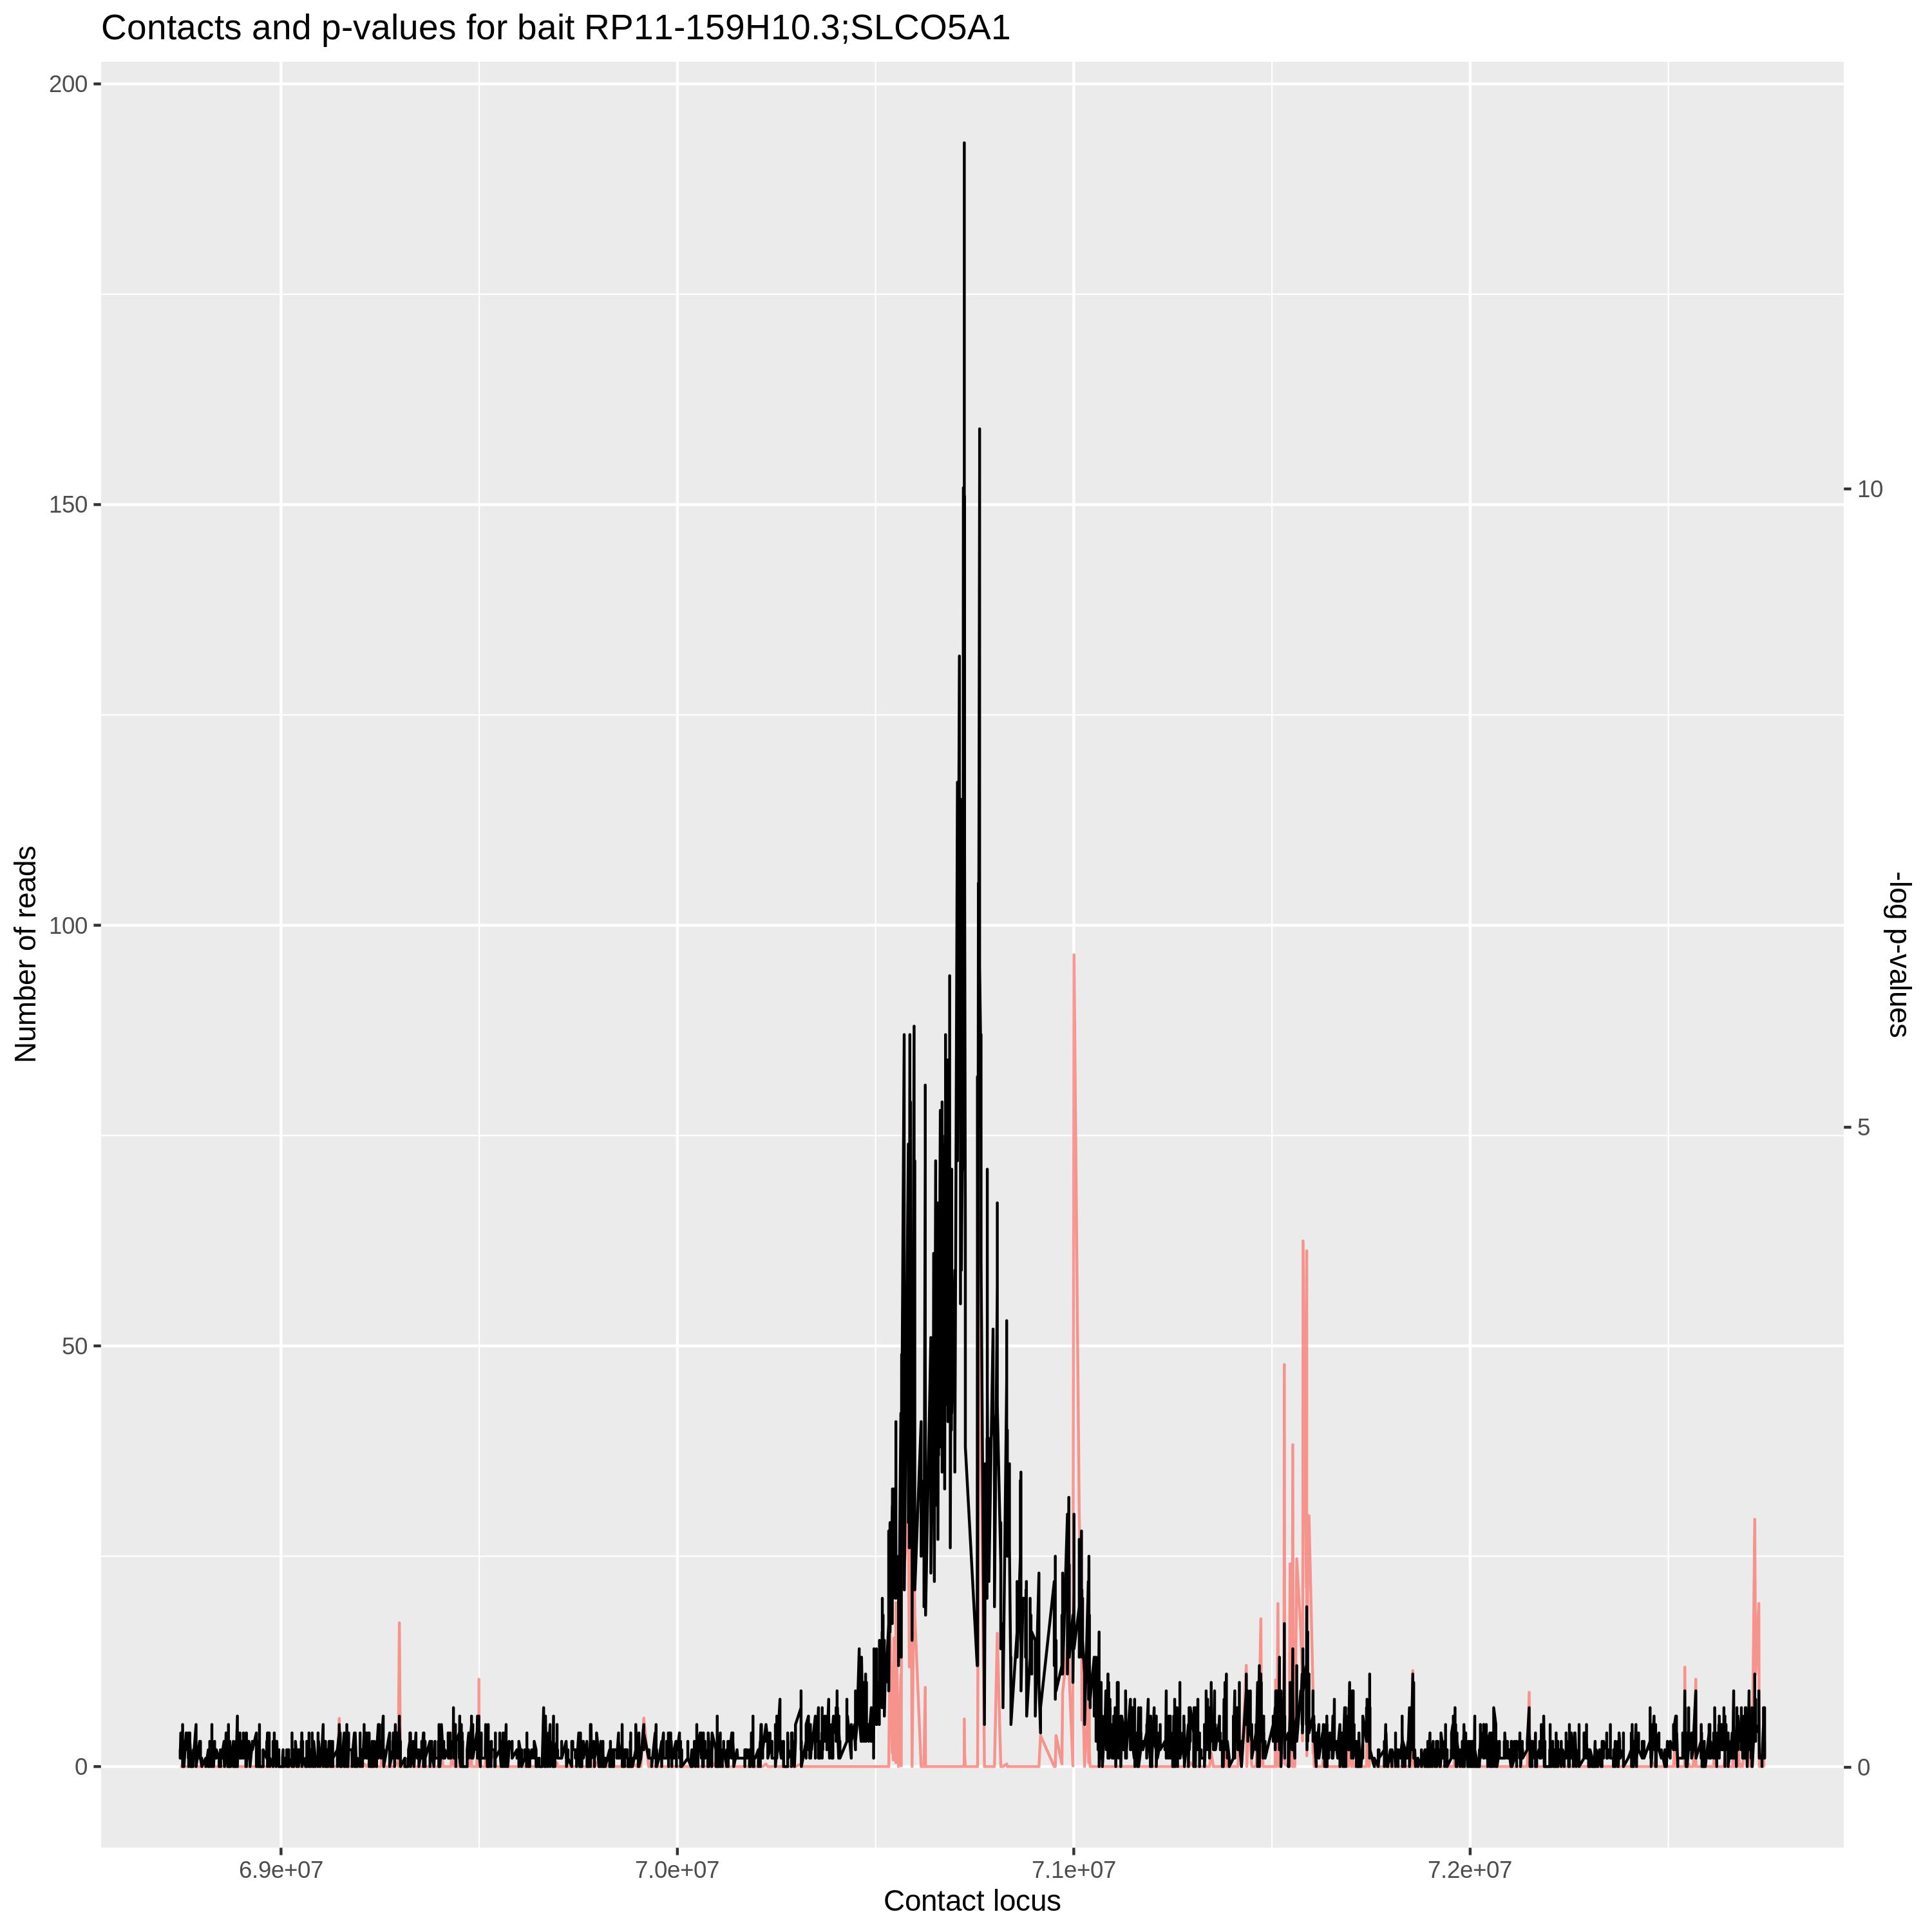 Contacts and p-values for bait RP11-159H10.3;SLCO5A1
200
150
100
50
0
Number of reads
10
5
0
-log p-values
6.9e+07
7.0e+07
7.1e+07
7.2e+07
Contact locus